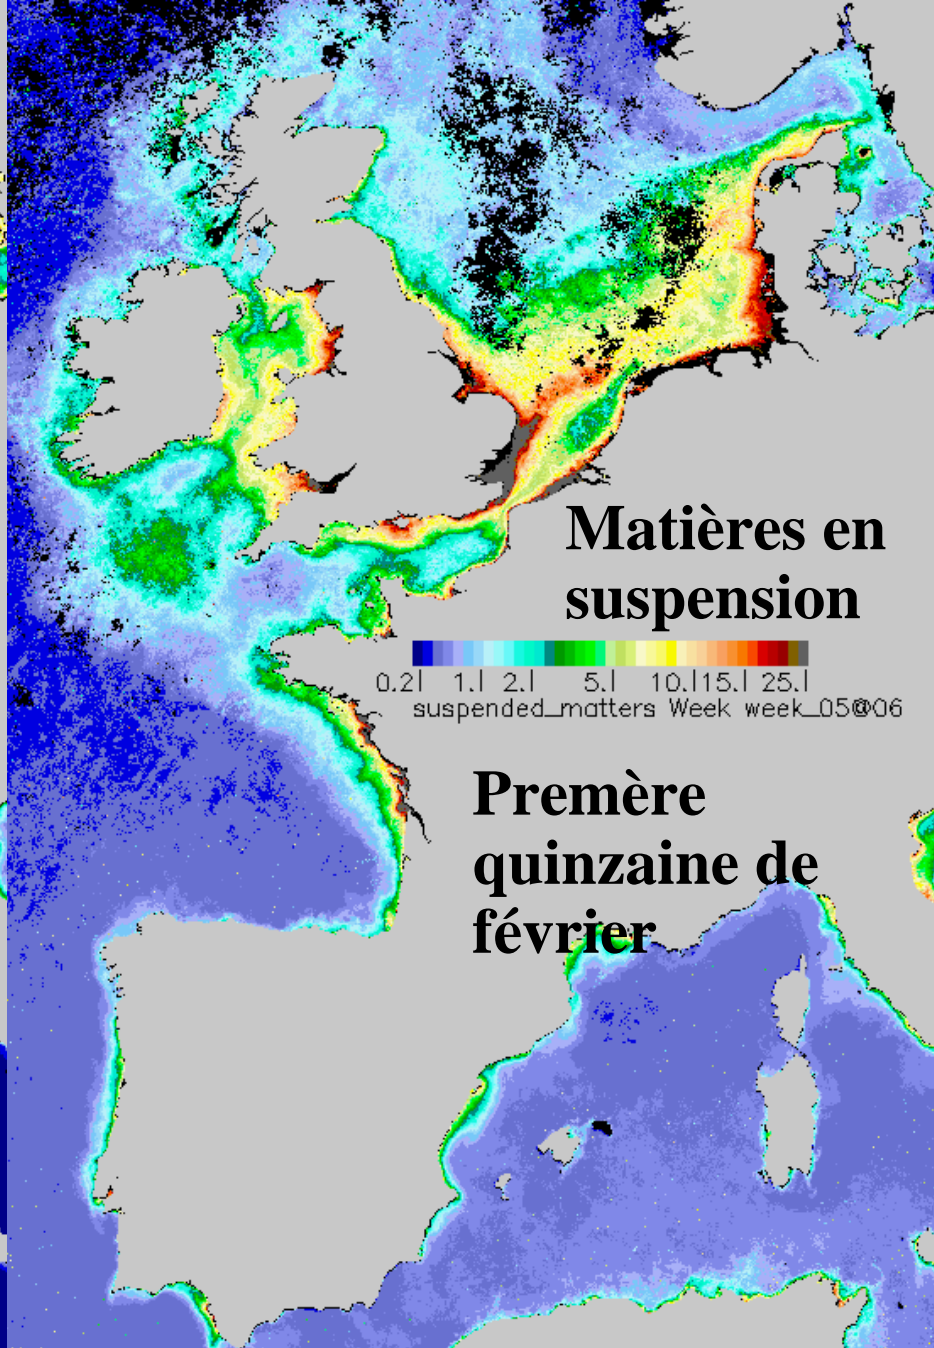 Matières en
suspension
0.2| 1.| 2.| 5.| 10.|15.| 25.|
suspended_matters Week week_05@06
Premère
quinzaine de
février